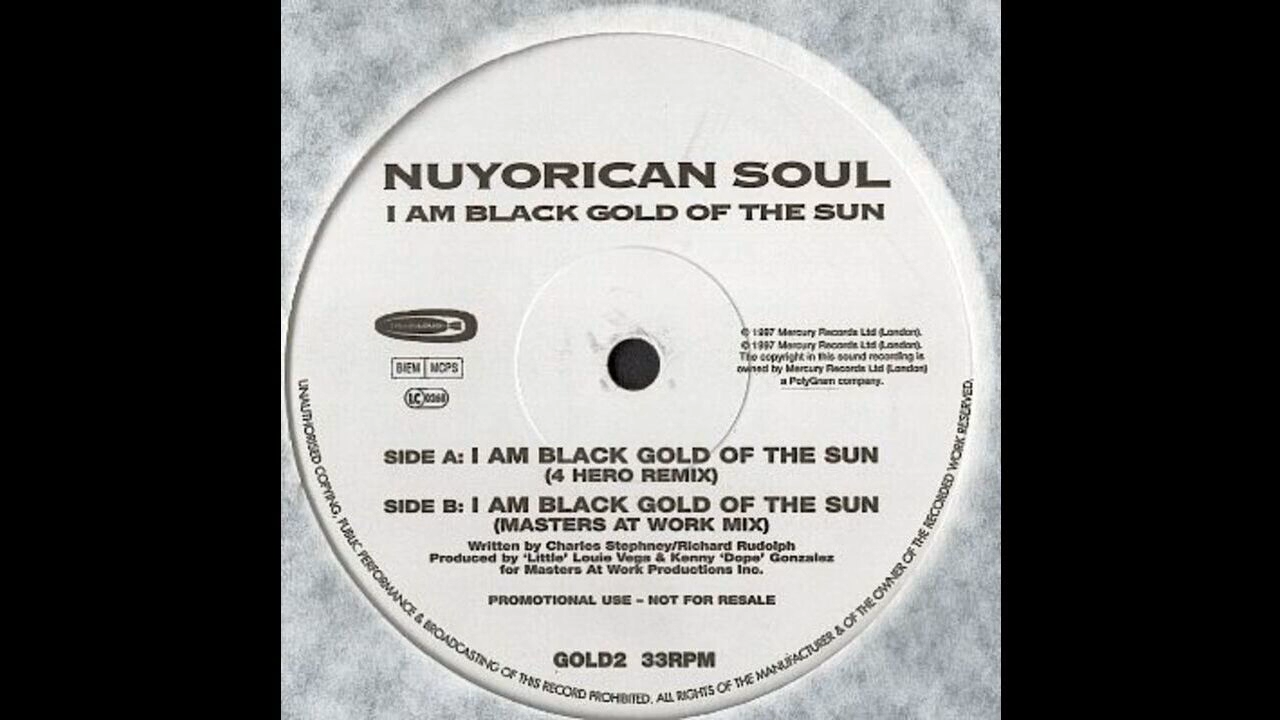 NUYORICAN SOUL
I AM BLACK GOLD OF THE SUN
© 1997 Mercury Records Ltd (London).
© 1997 Mercury Records Ltd (London).
The copyright in this sound recording is
owned by Mercury Records Ltd (London)
a PolyGram company.
BIEM MCPS
LC 0268
SIDE A: I AM BLACK GOLD OF THE SUN
(4 HERO REMIX)
SIDE B: I AM BLACK GOLD OF THE SUN
(MASTERS AT WORK MIX)
Written by Charles Stephney/Richard Rudolph
Produced by 'Little' Louie Vega & Kenny 'Dope' Gonzalez
for Masters At Work Productions Inc.
PROMOTIONAL USE – NOT FOR RESALE
GOLD2 33RPM
UNAUTHORISED COPYING, PUBLIC PERFORMANCE & BROADCASTING OF THIS RECORD PROHIBITED. ALL RIGHTS OF THE MANUFACTURER & OF THE OWNER OF THE RECORDED WORK RESERVED.